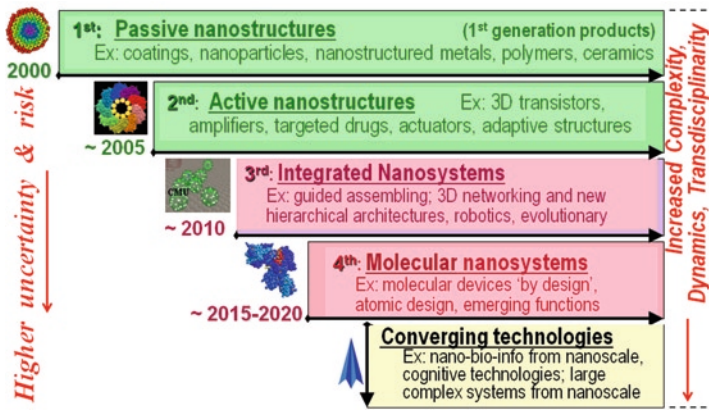 1st: Passive nanostructures (1st generation products)
Ex: coatings, nanoparticles, nanostructured metals, polymers, ceramics
2000
2nd: Active nanostructures Ex: 3D transistors,
amplifiers, targeted drugs, actuators, adaptive structures
~ 2005
CMU
3rd: Integrated Nanosystems
Ex: guided assembling; 3D networking and new
hierarchical architectures, robotics, evolutionary
~ 2010
4th: Molecular nanosystems
Ex: molecular devices ‘by design’,
atomic design, emerging functions
~ 2015-2020
Converging technologies
Ex: nano-bio-info from nanoscale,
cognitive technologies; large
complex systems from nanoscale
Higher uncertainty & risk
Increased Complexity,
Dynamics, Transdisciplinarity